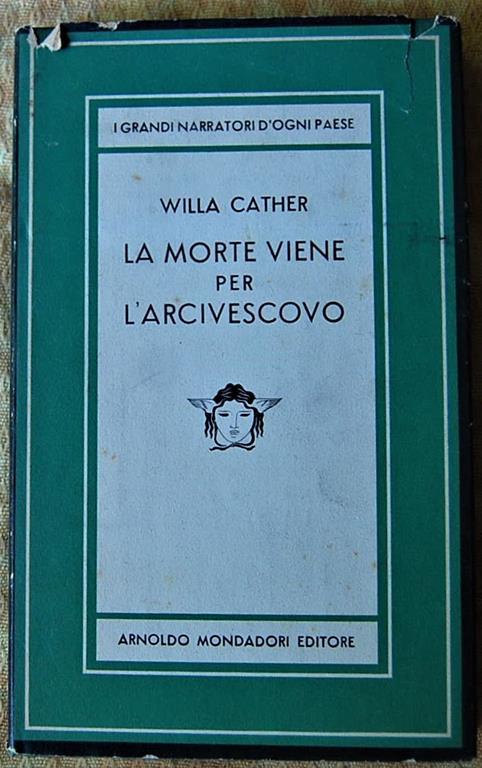 I GRANDI NARRATORI D'OGNI PAESE
WILLA CATHER
LA MORTE VIENE
PER
L'ARCIVESCOVO
ARNOLDO MONDADORI EDITORE